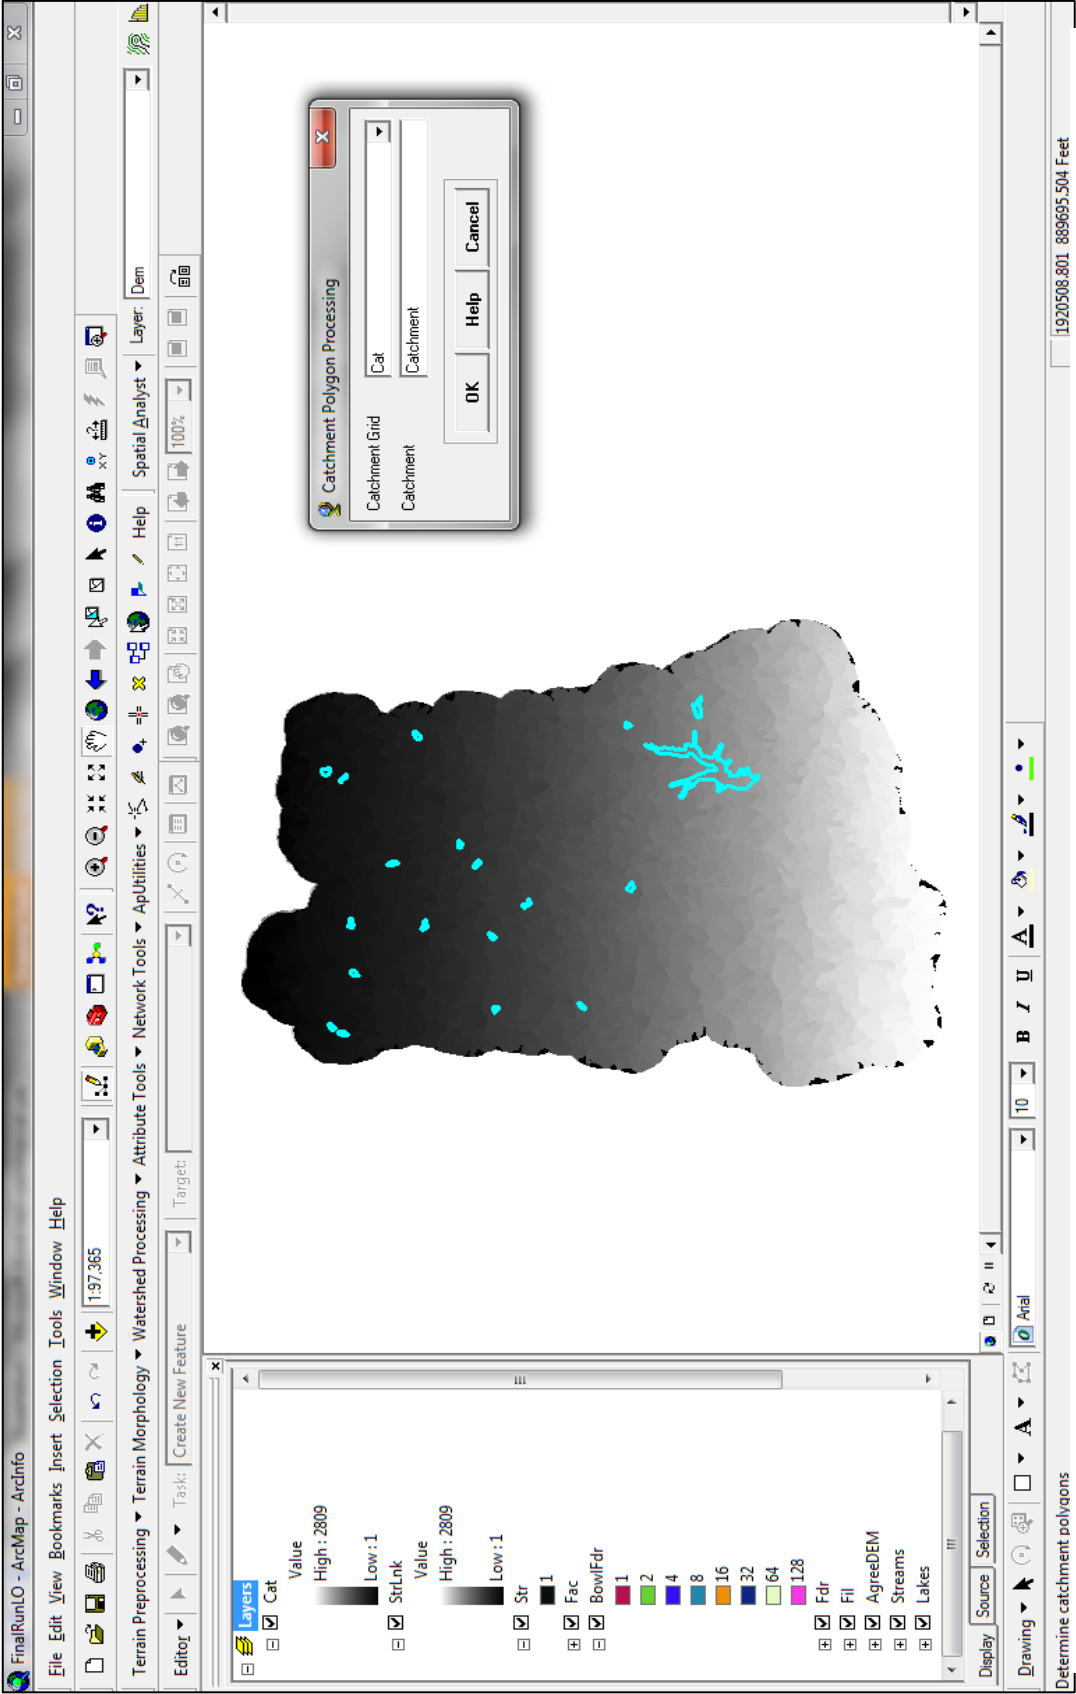 FinalRunLO - ArcMap - ArcInfo
File Edit View Bookmarks Insert Selection Tools Window Help
1:97,365
Terrain Preprocessing Terrain Morphology Watershed Processing Attribute Tools Network Tools ApUtilities Help Spatial Analyst Layer: Dem
Editor Task: Create New Feature Target: 100%
Layers
Cat
Value
High : 2809
Low : 1
StrLnk
Value
High : 2809
Low : 1
Str
1
Fac
BowlFdr
1
2
4
8
16
32
64
128
Fdr
Fil
AgreeDEM
Streams
Lakes
Display Source Selection
Catchment Polygon Processing
Catchment Grid Cat
Catchment Catchment
OK Help Cancel
Drawing A Arial 10 B I U A
Determine catchment polygons 1920508.801 889695.504 Feet